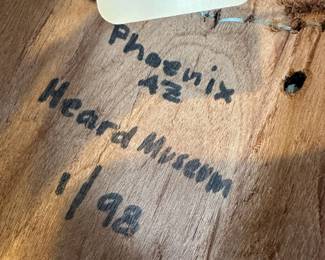 Phoenix
AZ
Heard Museum
1/98